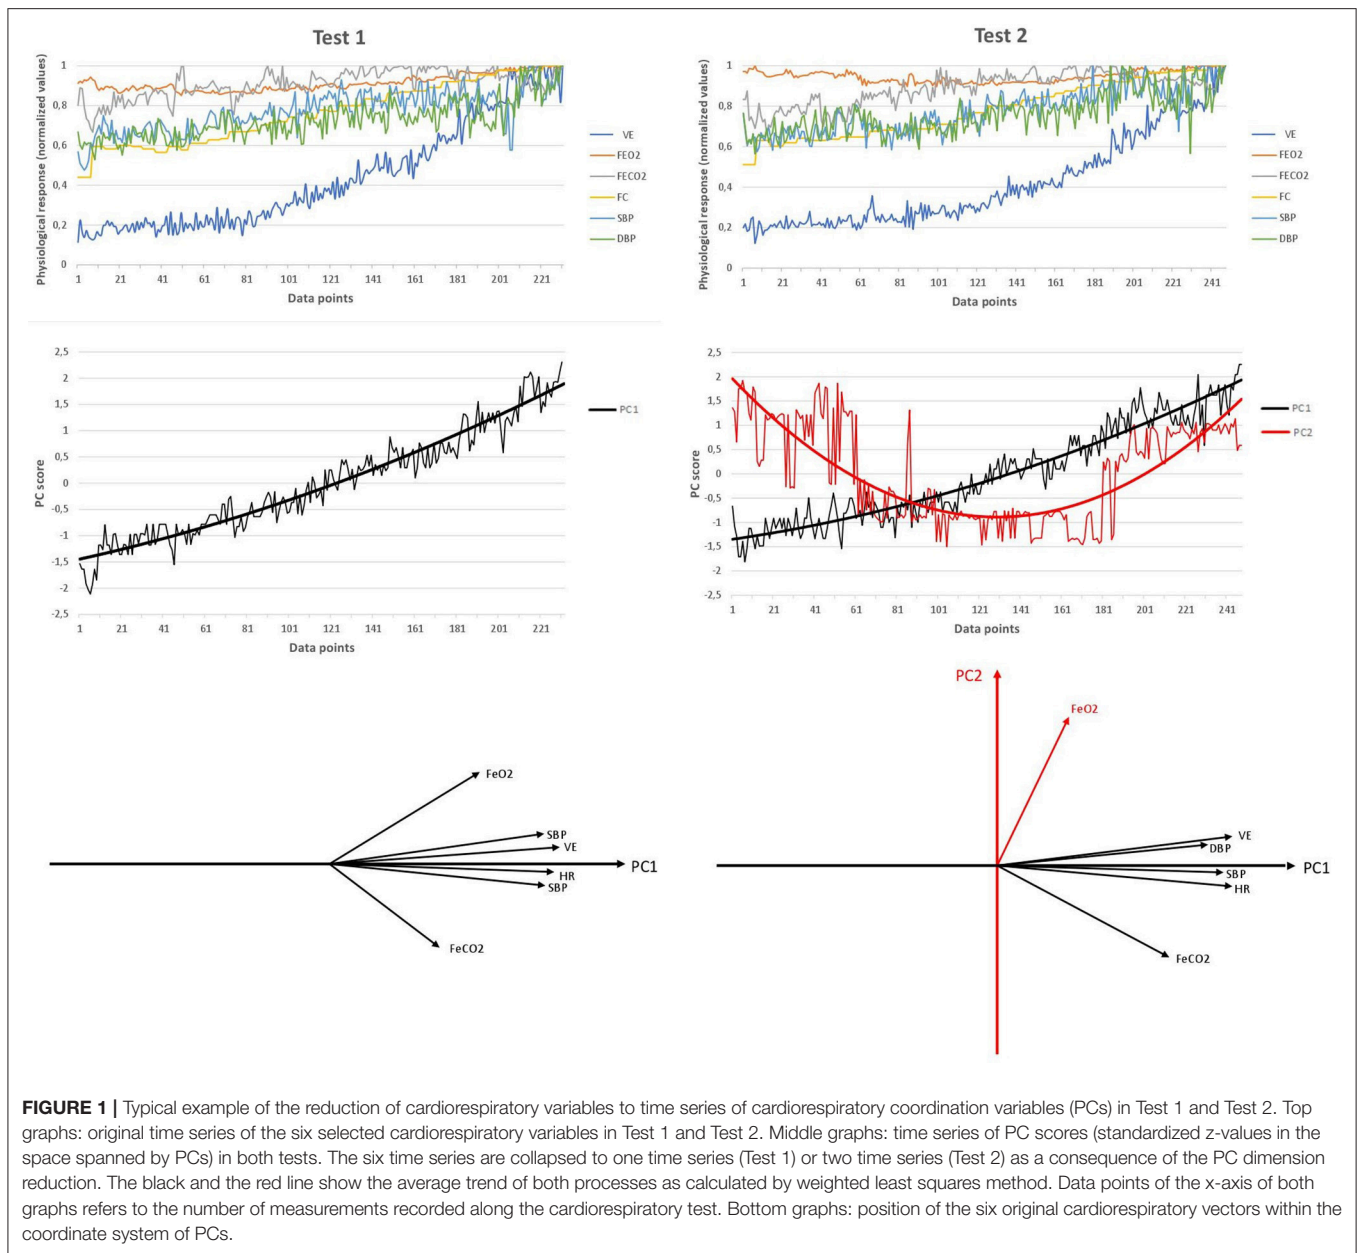 Test 1
Physiological response (normalized values)
1
0,8
0,6
0,4
0,2
0
1 21 41 61 81 101 121 141 161 181 201 221
Data points
VE
FEO2
FECO2
FC
SBP
DBP
Test 2
Physiological response (normalized values)
1
0,8
0,6
0,4
0,2
0
1 21 41 61 81 101 121 141 161 181 201 221 241
Data points
VE
FEO2
FECO2
FC
SBP
DBP
PC score
2,5
2
1,5
1
0,5
0
-0,5
-1
-1,5
-2
-2,5
1 21 41 61 81 101 121 141 161 181 201 221
Data points
PC1
PC score
2,5
2
1,5
1
0,5
0
-0,5
-1
-1,5
-2
-2,5
1 21 41 61 81 101 121 141 161 181 201 221 241
Data points
PC1
PC2
FeO2
SBP
VE
PC1
HR
SBP
FeCO2
PC2
FeO2
VE
DBP
PC1
SBP
HR
FeCO2
FIGURE 1 | Typical example of the reduction of cardiorespiratory variables to time series of cardiorespiratory coordination variables (PCs) in Test 1 and Test 2. Top
graphs: original time series of the six selected cardiorespiratory variables in Test 1 and Test 2. Middle graphs: time series of PC scores (standardized z-values in the
space spanned by PCs) in both tests. The six time series are collapsed to one time series (Test 1) or two time series (Test 2) as a consequence of the PC dimension
reduction. The black and the red line show the average trend of both processes as calculated by weighted least squares method. Data points of the x-axis of both
graphs refers to the number of measurements recorded along the cardiorespiratory test. Bottom graphs: position of the six original cardiorespiratory vectors within the
coordinate system of PCs.